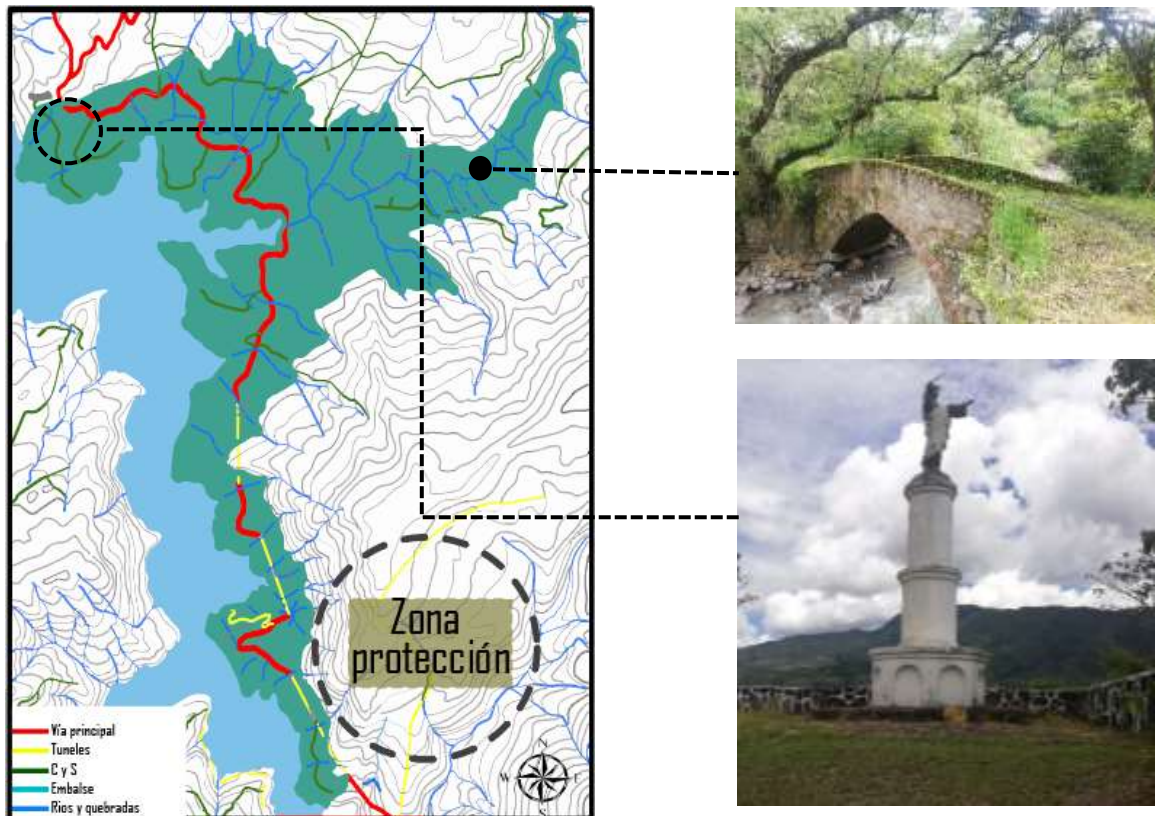 Zona
protección
Vía principal
Tuneles
C y S
Embalse
Rios y quebradas
N
W E
S